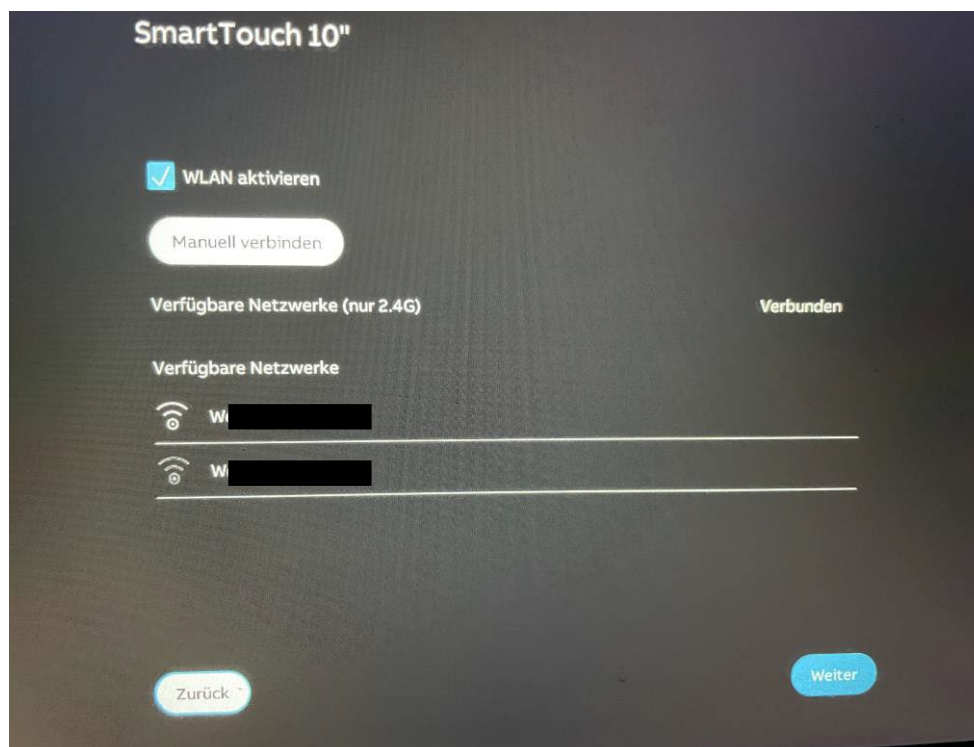 SmartTouch 10"
WLAN aktivieren
Manuell verbinden
Verfügbare Netzwerke (nur 2.4G) Verbunden
Verfügbare Netzwerke
Zurück
Weiter